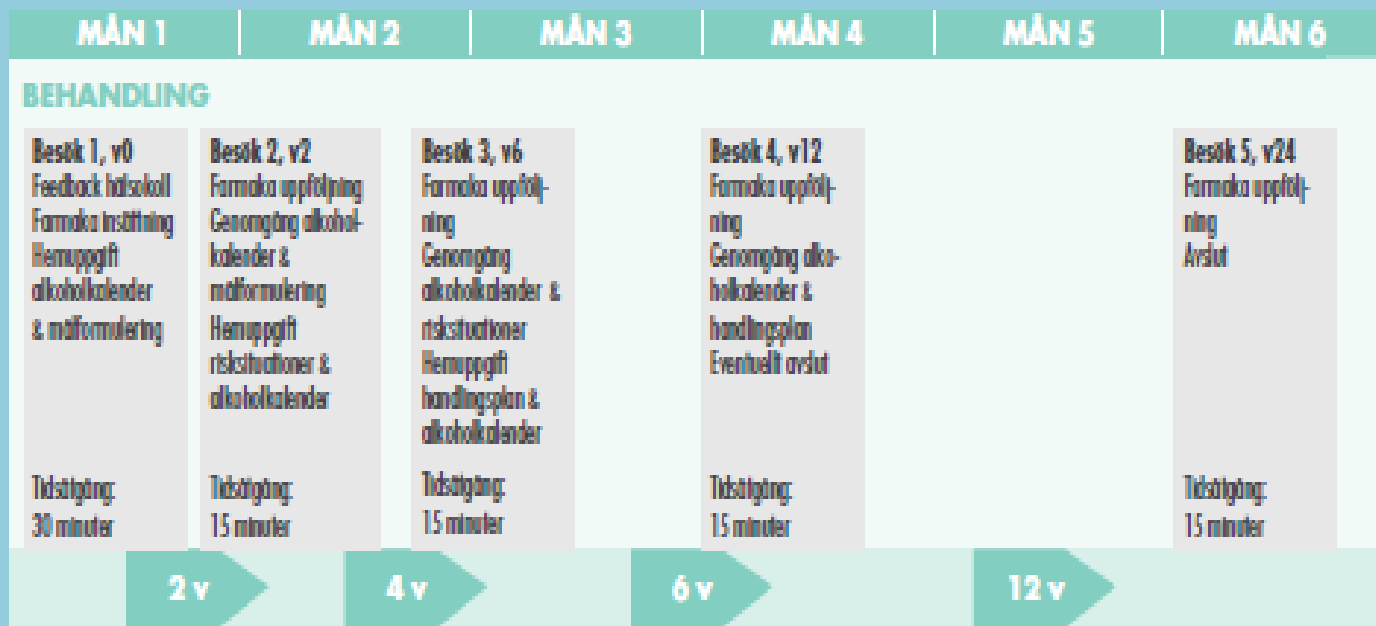 MÅN 1
MÅN 2
MÅN 3
MÅN 4
MÅN 5
MÅN 6
BEHANDLING
Besök 1, v0
Feedback hälsokoll
Farmaka insättning
Hemuppgift
alkoholkalender
& målformulering
Tidsåtgång:
30 minuter
Besök 2, v2
Farmaka uppföljning
Genomgång alkohol-
kalender &
målformulering
Hemuppgift
risksituationer &
alkoholkalender
Tidsåtgång:
15 minuter
Besök 3, v6
Farmaka uppfölj-
ning
Genomgång
alkoholkalender &
risksituationer
Hemuppgift
handlingsplan &
alkoholkalender
Tidsåtgång:
15 minuter
Besök 4, v12
Farmaka uppfölj-
ning
Genomgång alko-
holkalender &
handlingsplan
Eventuellt avslut
Tidsåtgång:
15 minuter
Besök 5, v24
Farmaka uppfölj-
ning
Avslut
Tidsåtgång:
15 minuter
2 v
4 v
6 v
12 v